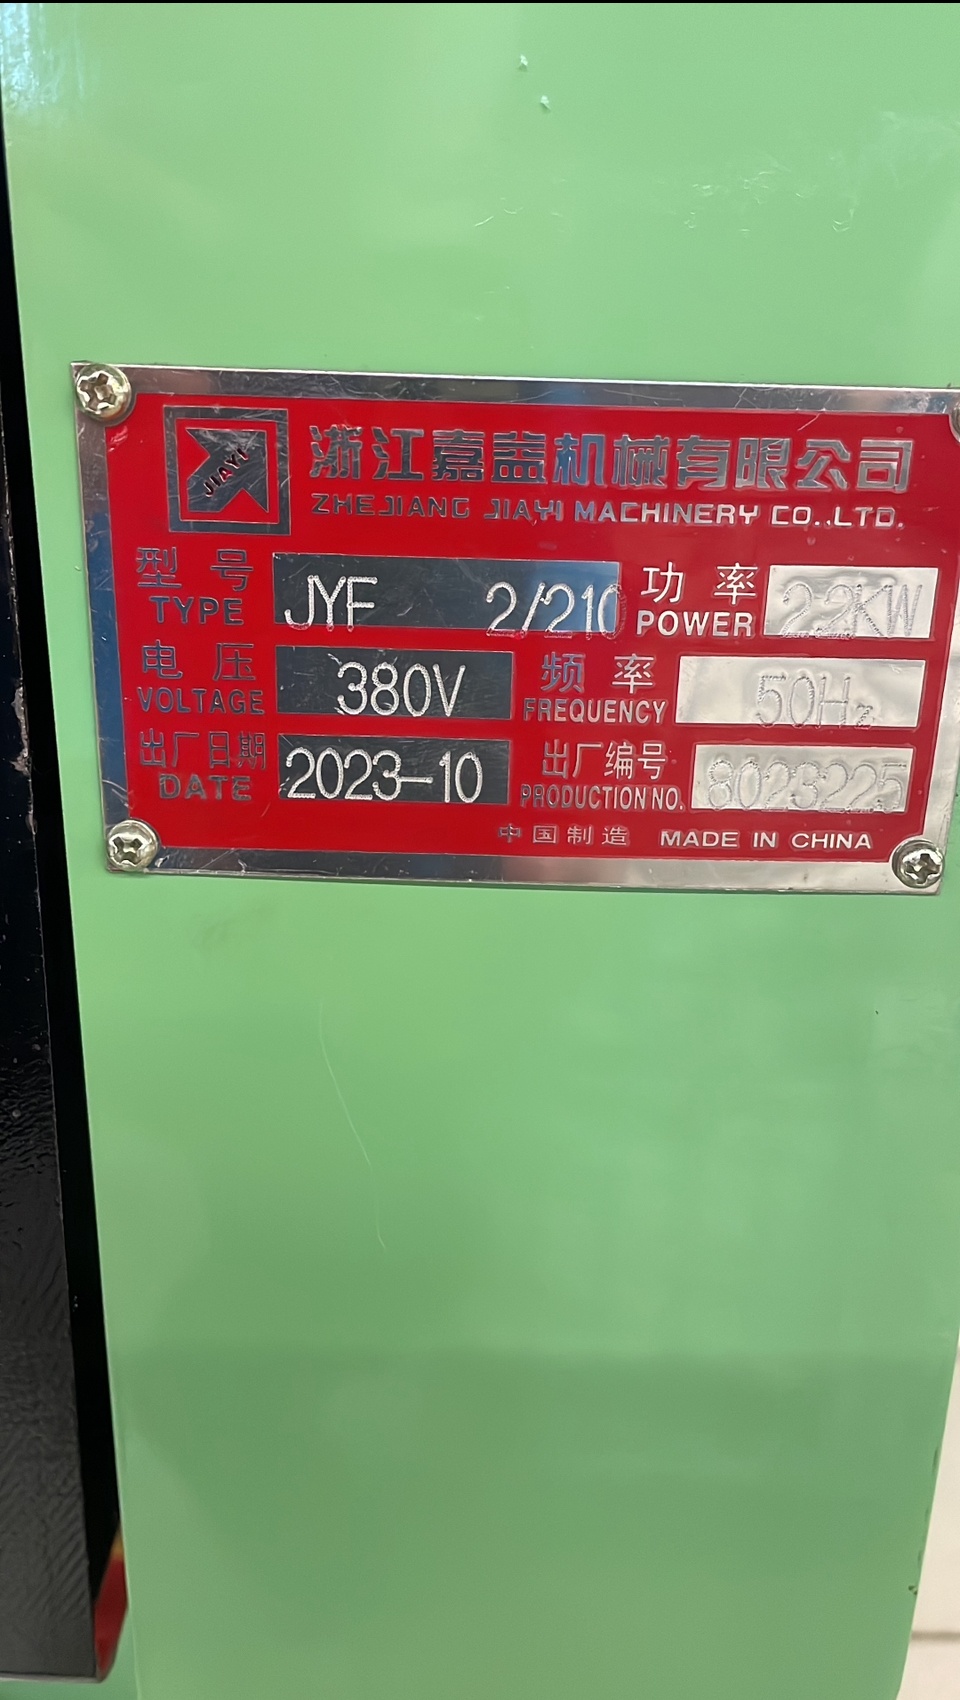 JIAYI
浙江嘉益机械有限公司
ZHEJIANG JIAYI MACHINERY CO.,LTD.
型号 JYF 2/210 功率 2.2KW
TYPE POWER
电压 380V 频率 50Hz
VOLTAGE FREQUENCY
出厂日期 2023-10 出厂编号 8023225
DATE PRODUCTION NO.
中国制造 MADE IN CHINA